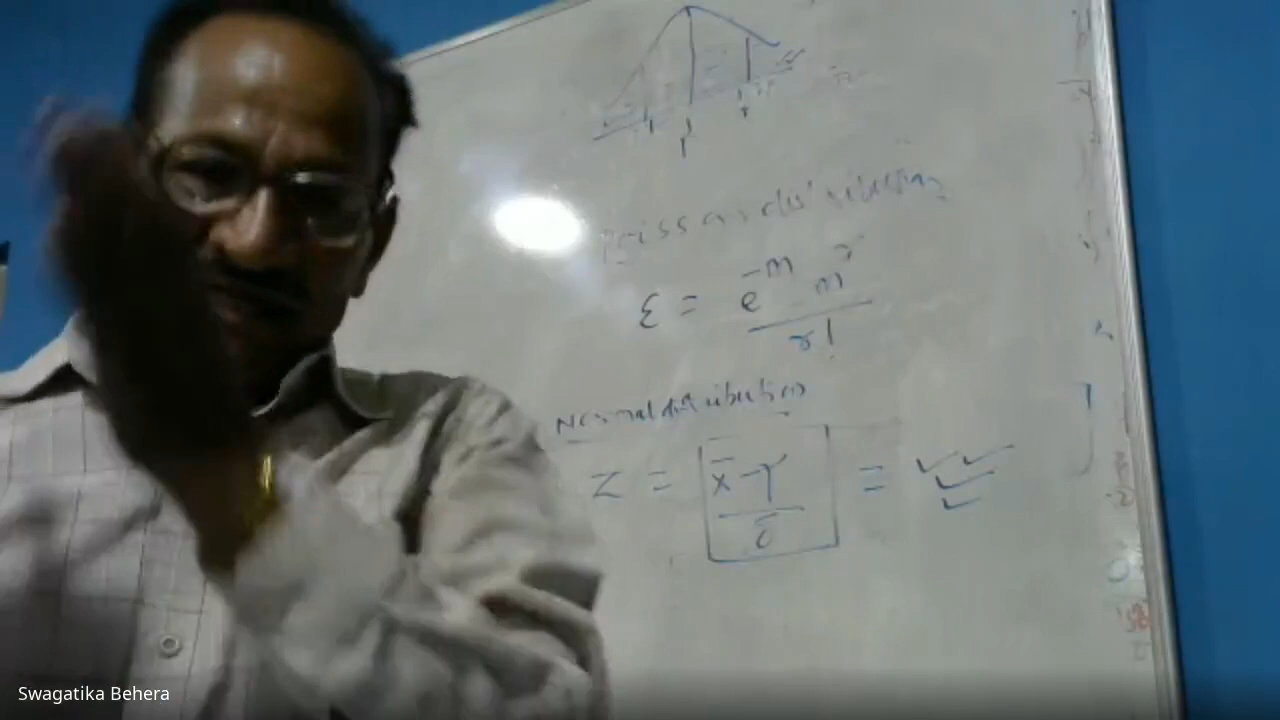 Poisson distribution
ε = e^-m m^r / r!
Normal distribution
Z = x̄ - μ / σ = ✓✓✓✓
Swagatika Behera